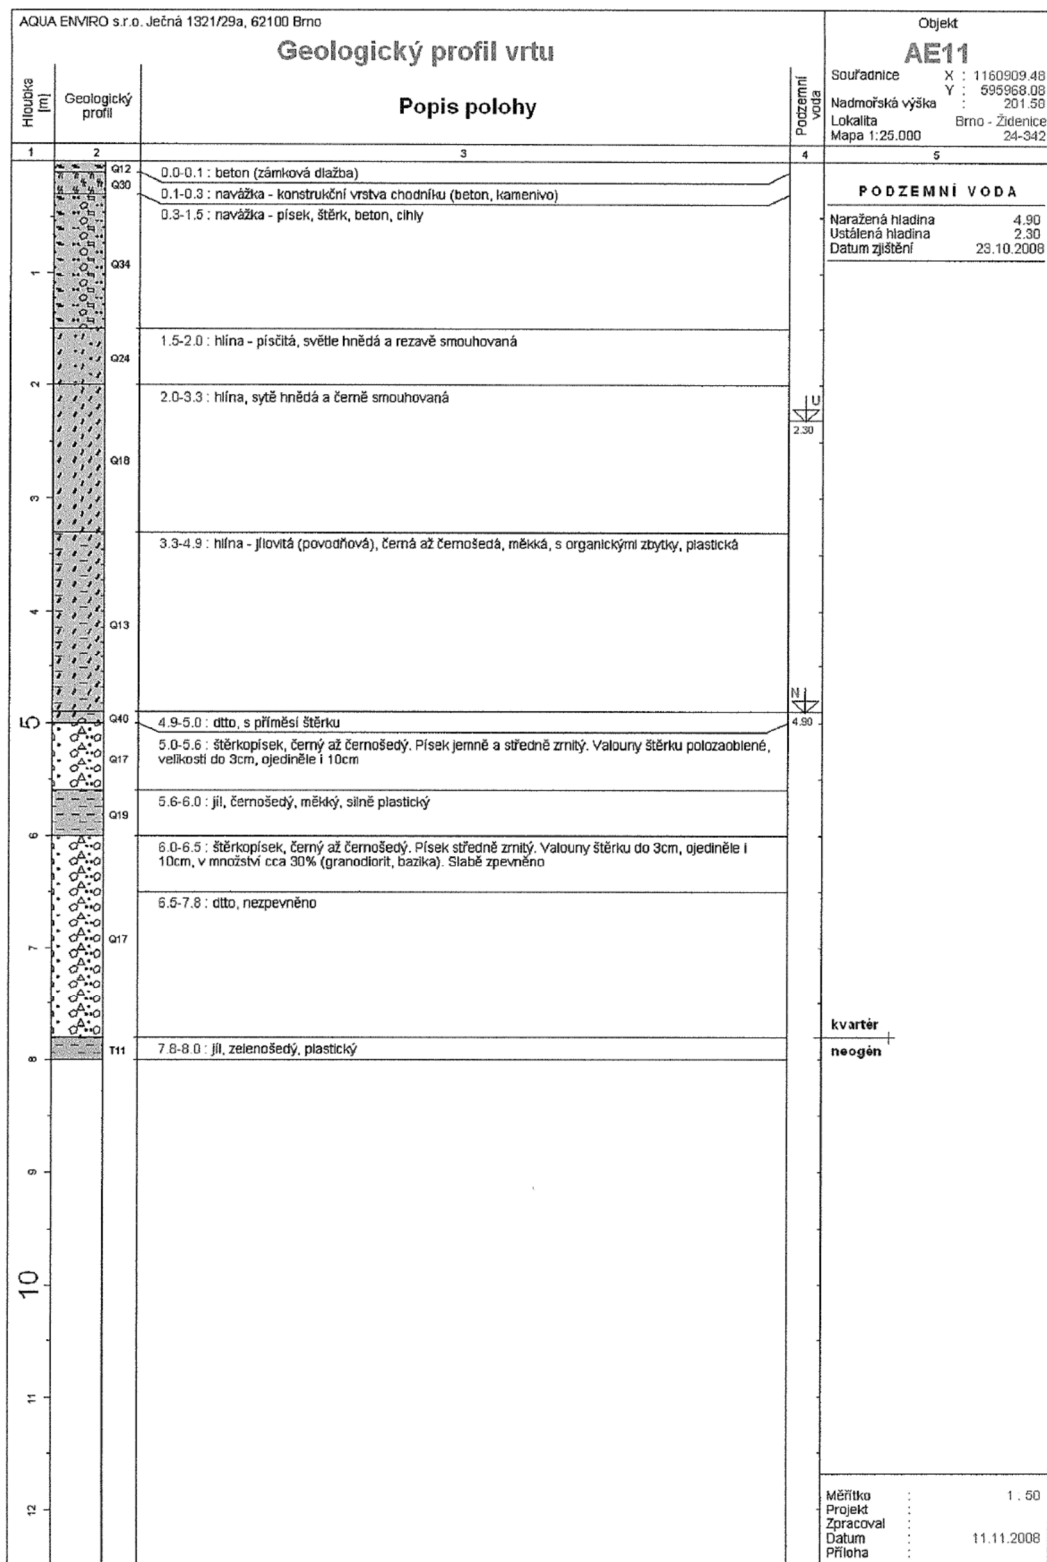 AQUA ENVIRO s.r.o. Ječná 1321/29a, 62100 Brno
Geologický profil vrtu
Objekt
AE11
Souřadnice X : 1160909.48
Y : 595968.08
Nadmořská výška : 201.50
Lokalita Brno - Židenice
Mapa 1:25.000 24-342
Hloubka [m]
Geologický profil
Popis polohy
Podzemní voda
1 2 3 4 5
Q12 0.0-0.1 : beton (zámková dlažba)
Q30 0.1-0.3 : navážka - konstrukční vrstva chodníku (beton, kamenivo)
0.3-1.5 : navážka - písek, štěrk, beton, cihly
Q34
1
1.5-2.0 : hlína - písčitá, světle hnědá a rezavě smouhovaná
Q24
2
2.0-3.3 : hlína, sytě hnědá a černě smouhovaná
U
2.30
Q18
3
3.3-4.9 : hlína - jílovitá (povodňová), černá až černošedá, měkká, s organickými zbytky, plastická
4
Q13
N
4.90
Q40
5
4.9-5.0 : dtto, s příměsí štěrku
5.0-5.6 : štěrkopísek, černý až černošedý. Písek jemně a středně zrnitý. Valouny štěrku polozaoblené,
velikosti do 3cm, ojediněle i 10cm
Q17
5.6-6.0 : jíl, černošedý, měkký, silně plastický
Q19
6
6.0-6.5 : štěrkopísek, černý až černošedý. Písek středně zrnitý. Valouny štěrku do 3cm, ojediněle i
10cm, v množství cca 30% (granodiorit, bazika). Slabě zpevněno
6.5-7.8 : dtto, nezpevněno
Q17
7
7.8-8.0 : jíl, zelenošedý, plastický
T11
8
9
10
11
12
PODZEMNÍ VODA
Naražená hladina 4.90
Ustálená hladina 2.30
Datum zjištění 23.10.2008
kvartér
neogén
Měřítko : 1 . 50
Projekt :
Zpracoval :
Datum : 11.11.2008
Příloha :